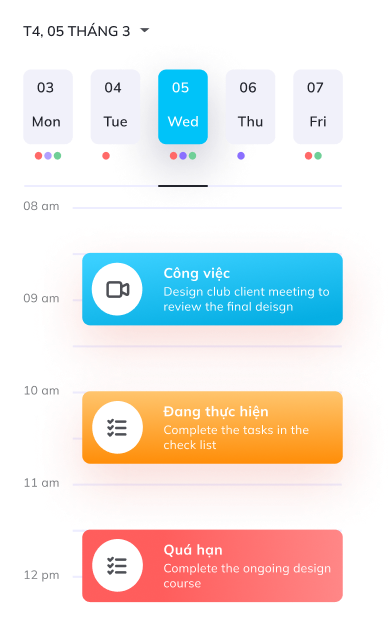 T4, 05 THÁNG 3
03 04 05 06 07
Mon Tue Wed Thu Fri
08 am
Công việc
Design club client meeting to
09 am
review the final deisgn
10 am
Đang thực hiện
Complete the tasks in the
check list
11 am
Quá hạn
Complete the ongoing design
12 pm
course